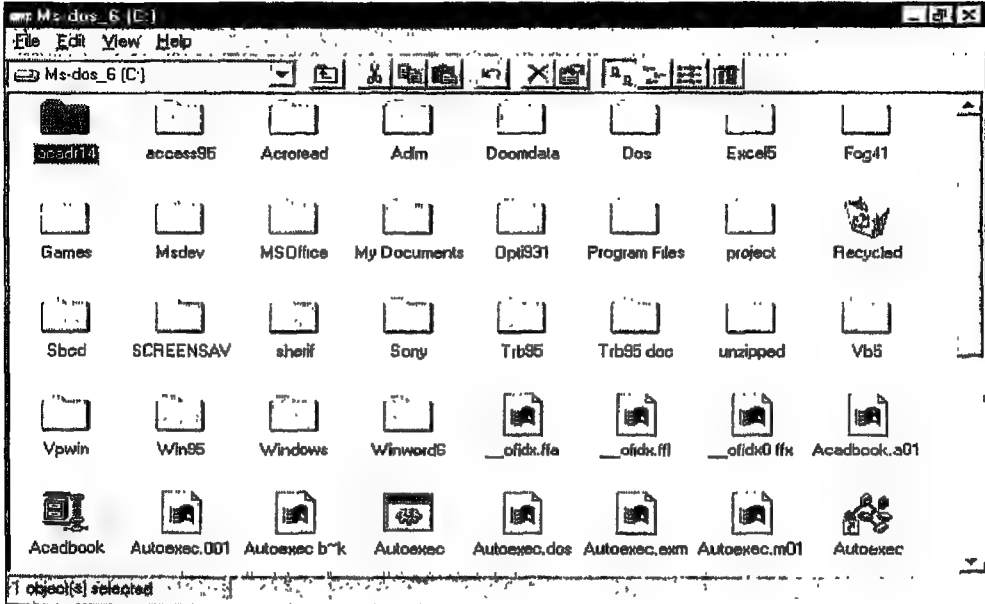 Ms-dos_6 (C:)
File Edit View Help
Ms-dos_6 (C:)
acadr14 access95 Acroread Adlm Doomdata Dos Excel5 Fog41
Games Msdev MSOffice My Documents Opti931 Program Files project Recycled
Sbcd SCREENSAV sherif Sony Trb95 Trb95 doc unzipped Vb5
Vpwin Win95 Windows Winword6 __ofidx.ffa __ofidx.ffl __ofidx0 ffx Acadbook.a01
Acadbook Autoexec.001 Autoexec b~k Autoexec Autoexec.dos Autoexec.exm Autoexec.m01 Autoexec
1 object(s) selected